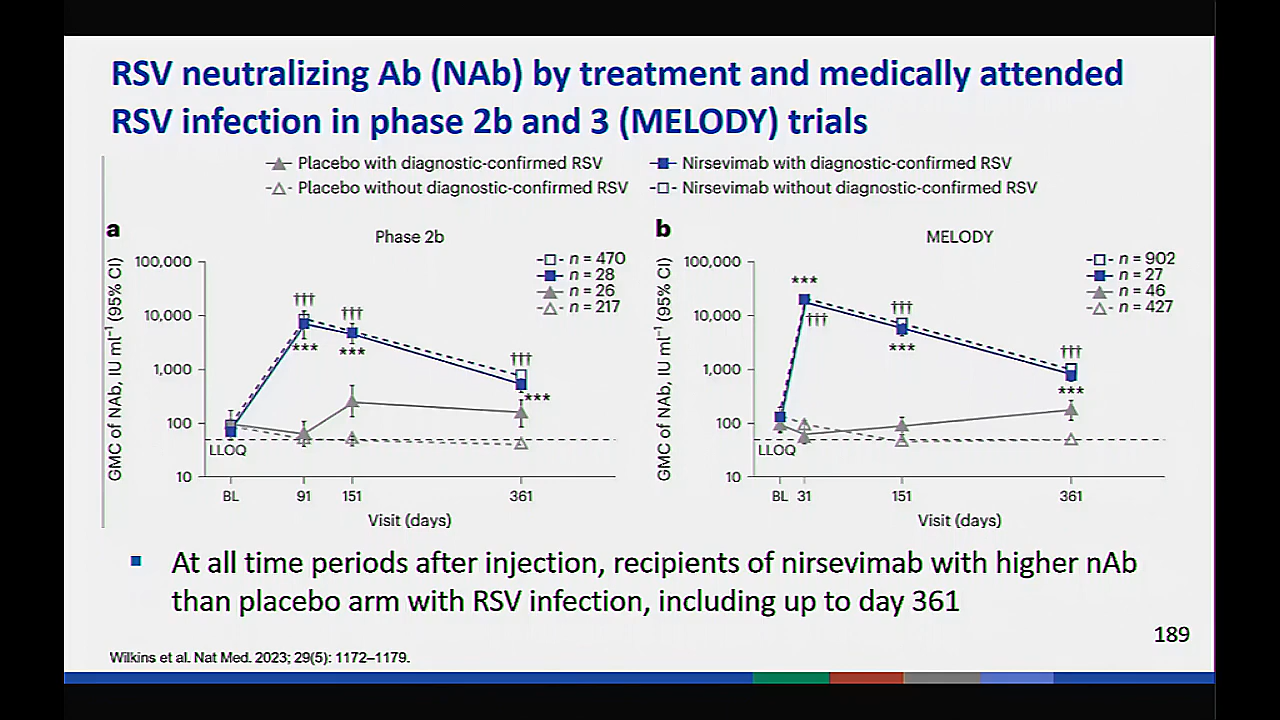 RSV neutralizing Ab (NAb) by treatment and medically attended
RSV infection in phase 2b and 3 (MELODY) trials
Placebo with diagnostic-confirmed RSV
Nirsevimab with diagnostic-confirmed RSV
Placebo without diagnostic-confirmed RSV
Nirsevimab without diagnostic-confirmed RSV
a
Phase 2b
GMC of NAb, IU ml⁻¹ (95% CI)
100,000
10,000
1,000
100
10
n = 470
n = 28
n = 26
n = 217
†††
***
†††
***
†††
***
LLOQ
BL 91 151 361
Visit (days)
b
MELODY
GMC of NAb, IU ml⁻¹ (95% CI)
100,000
10,000
1,000
100
10
n = 902
n = 27
n = 46
n = 427
***
†††
†††
***
†††
***
LLOQ
BL 31 151 361
Visit (days)
▪ At all time periods after injection, recipients of nirsevimab with higher nAb
than placebo arm with RSV infection, including up to day 361
189
Wilkins et al. Nat Med. 2023; 29(5): 1172–1179.